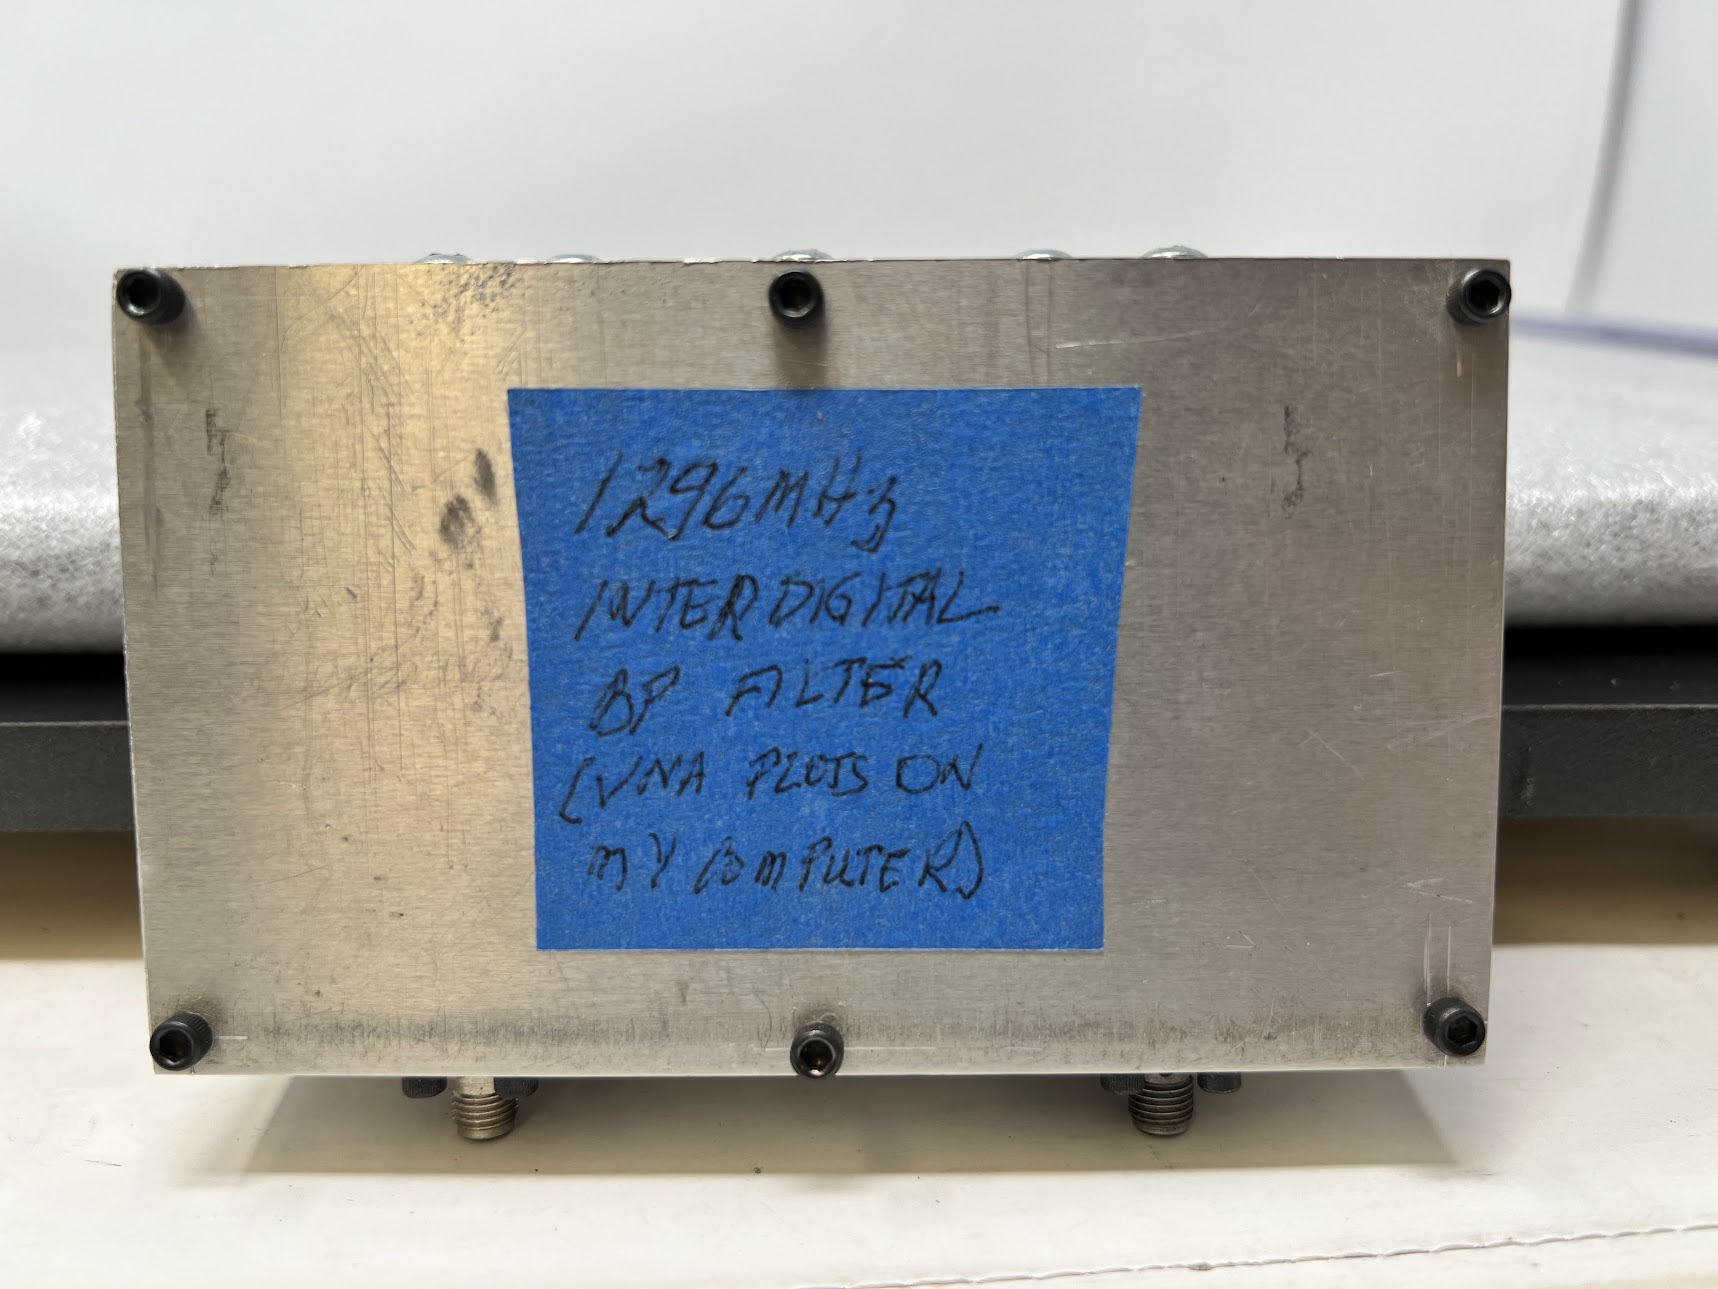 1296MHz
INTERDIGITAL
BP FILTER
(VNA PLOTS ON
MY COMPUTER)